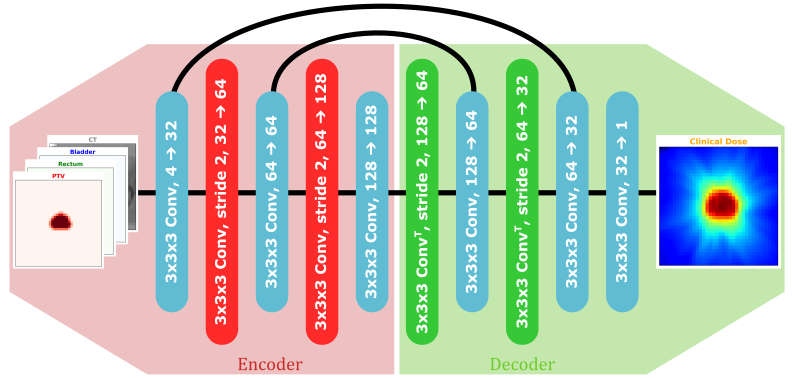 CT
Bladder
Rectum
PTV
3x3x3 Conv, 4 → 32
3x3x3 Conv, stride 2, 32 → 64
3x3x3 Conv, 64 → 64
3x3x3 Conv, stride 2, 64 → 128
3x3x3 Conv, 128 → 128
3x3x3 Convᵀ, stride 2, 128 → 64
3x3x3 Conv, 128 → 64
3x3x3 Convᵀ, stride 2, 64 → 32
3x3x3 Conv, 64 → 32
3x3x3 Conv, 32 → 1
Clinical Dose
Encoder
Decoder